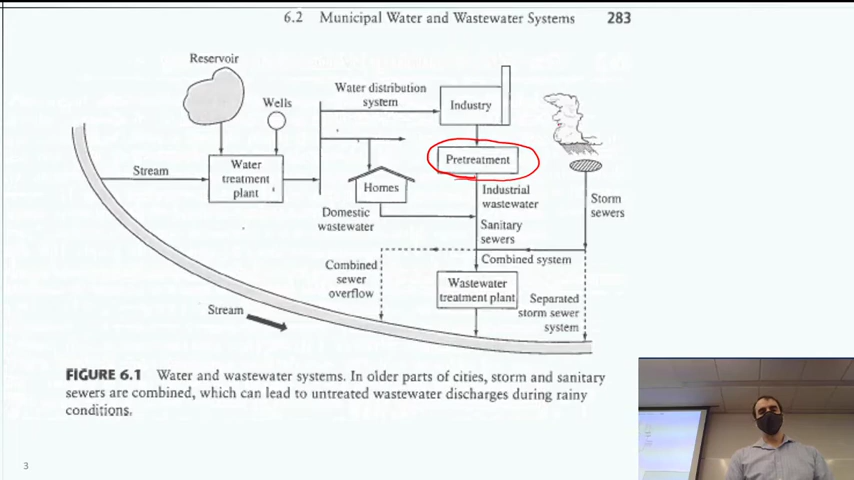 6.2 Municipal Water and Wastewater Systems 283
Reservoir
Wells
Water distribution
system
Industry
Pretreatment
Stream
Water
treatment
plant
Homes
Industrial
wastewater
Storm
sewers
Domestic
wastewater
Sanitary
sewers
Combined system
Combined
sewer
overflow
Wastewater
treatment plant
Separated
storm sewer
system
Stream
FIGURE 6.1 Water and wastewater systems. In older parts of cities, storm and sanitary
sewers are combined, which can lead to untreated wastewater discharges during rainy
conditions.
3